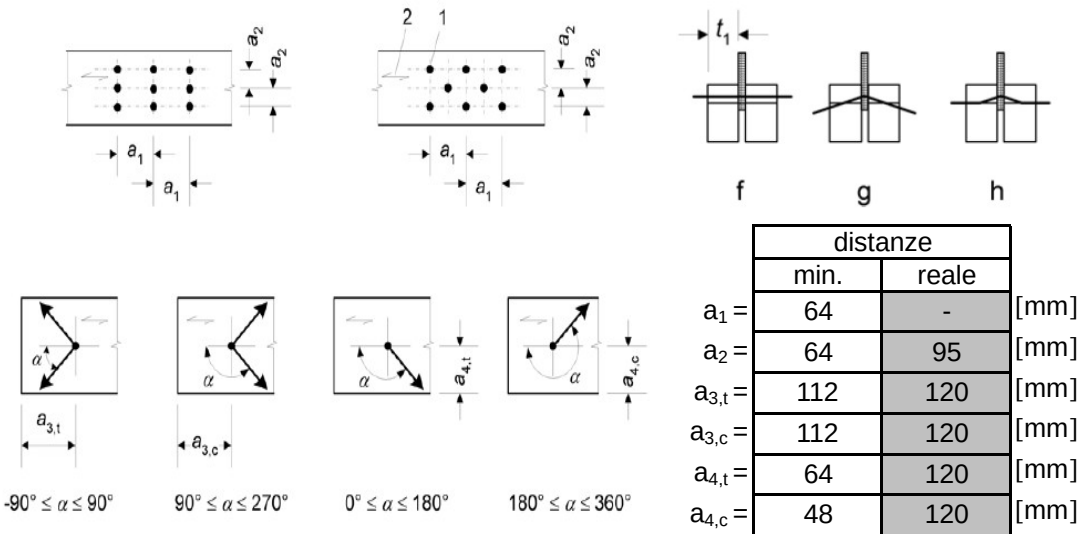 2 1
a2
a2
a2
a2
a1
a1
a1
a1
t1
f g h
α
α
α
α
a3,t
a3,c
a4,t
a4,c
-90° ≤ α ≤ 90° 90° ≤ α ≤ 270° 0° ≤ α ≤ 180° 180° ≤ α ≤ 360°
distanze
min. reale
a1 = 64 - [mm]
a2 = 64 95 [mm]
a3,t = 112 120 [mm]
a3,c = 112 120 [mm]
a4,t = 64 120 [mm]
a4,c = 48 120 [mm]